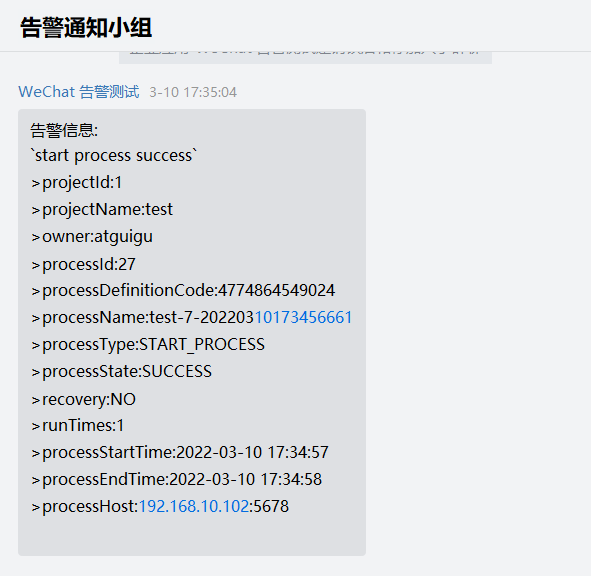 告警通知小组
WeChat 告警测试 3-10 17:35:04
告警信息:
`start process success`
>projectId:1
>projectName:test
>owner:atguigu
>processId:27
>processDefinitionCode:4774864549024
>processName:test-7-20220310173456661
>processType:START_PROCESS
>processState:SUCCESS
>recovery:NO
>runTimes:1
>processStartTime:2022-03-10 17:34:57
>processEndTime:2022-03-10 17:34:58
>processHost:192.168.10.102:5678